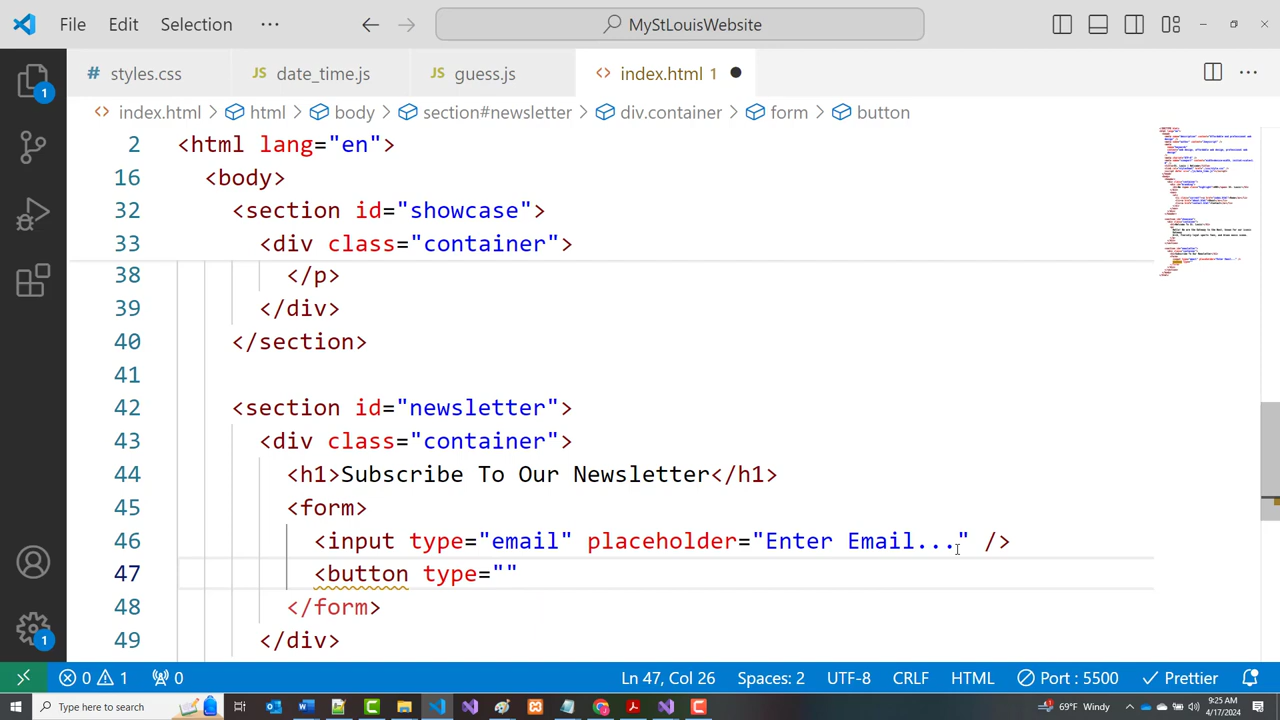 File Edit Selection ··· MyStLouisWebsite
# styles.css JS date_time.js JS guess.js <> index.html 1 ● ···
<> index.html > html > body > section#newsletter > div.container > form > button
2 <html lang="en">
16 <body>
32 <section id="showcase">
33 <div class="container">
38 </p>
39 </div>
40 </section>
41
42 <section id="newsletter">
43 <div class="container">
44 <h1>Subscribe To Our Newsletter</h1>
45 <form>
46 <input type="email" placeholder="Enter Email..." />
47 <button type=""
48 </form>
49 </div>
1
1
0 1 0 Ln 47, Col 26 Spaces: 2 UTF-8 CRLF HTML Port : 5500 Prettier
Type here to search 69°F Windy 9:25 AM
4/17/2024